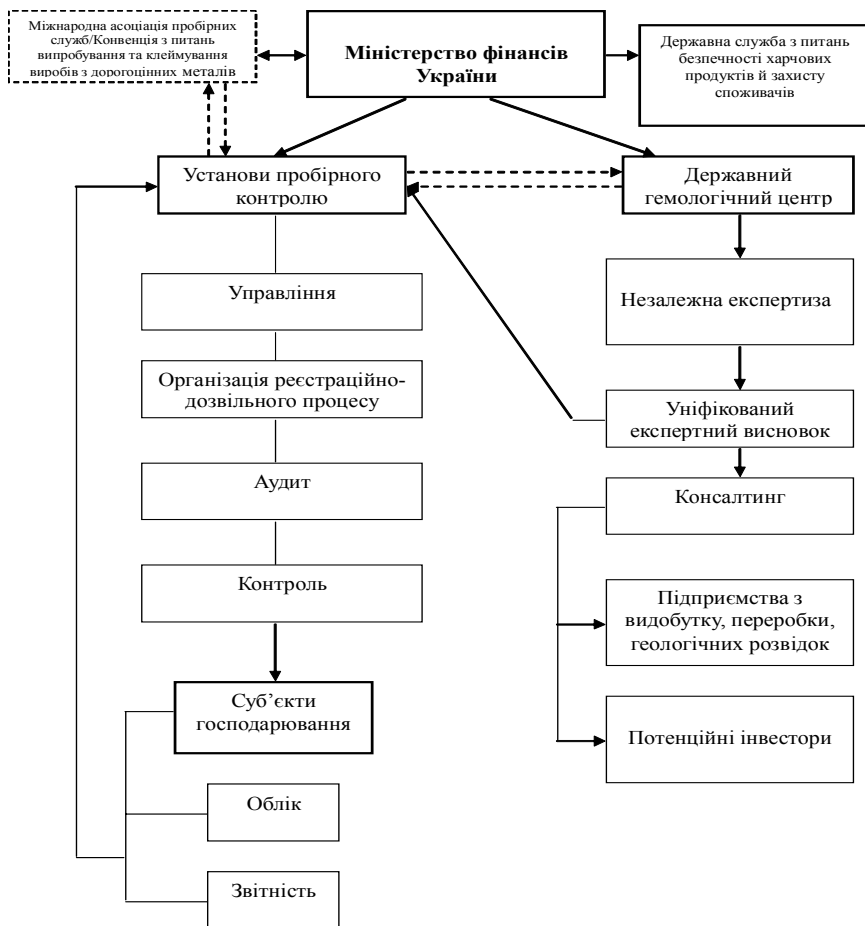 Міжнародна асоціація пробірних
служб/Конвенція з питань
випробування та клеймування
виробів з дорогоцінних металів
Міністерство фінансів
України
Державна служба з питань
безпечності харчових
продуктів й захисту
споживачів
Установи пробірного
контролю
Державний
гемологічний центр
Управління
Незалежна експертиза
Організація реєстраційно-
дозвільного процесу
Уніфікований
експертний висновок
Аудит
Консалтинг
Контроль
Підприємства з
видобутку, переробки,
геологічних розвідок
Суб’єкти
господарювання
Потенційні інвестори
Облік
Звітність